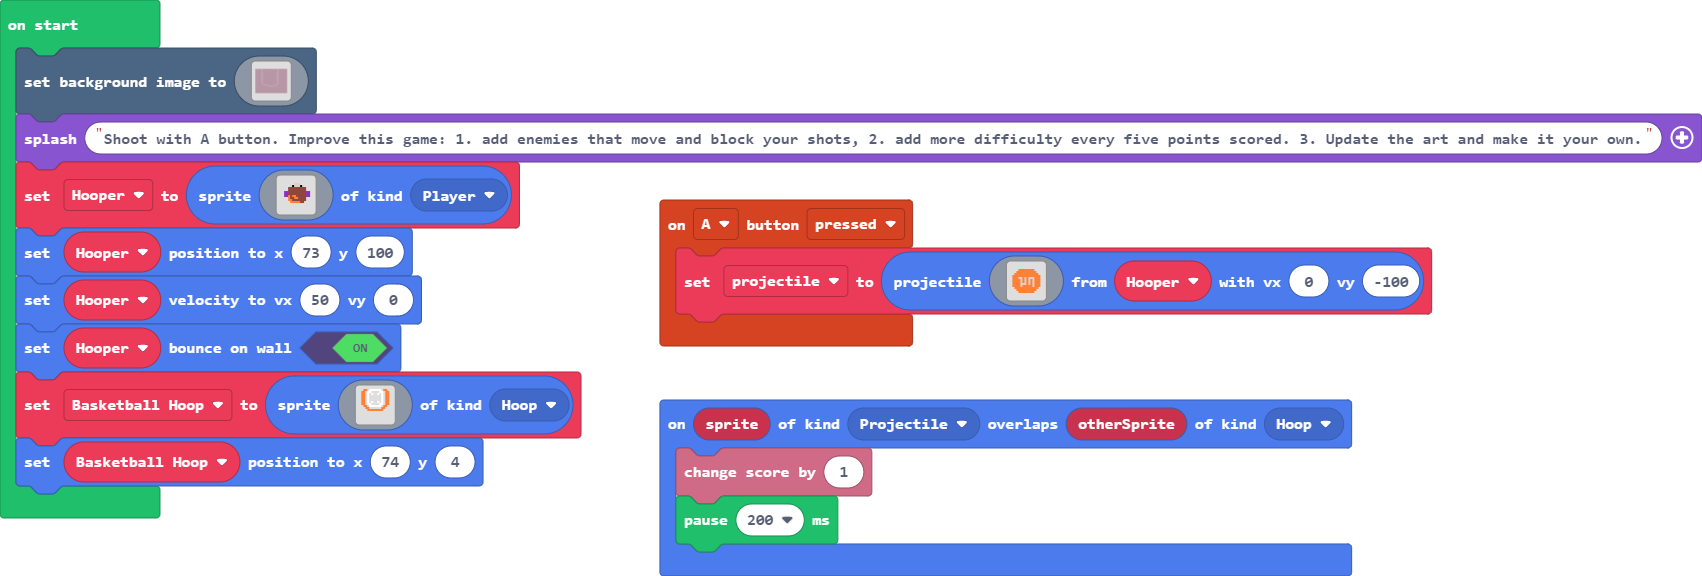 on start
set background image to
splash "Shoot with A button. Improve this game: 1. add enemies that move and block your shots, 2. add more difficulty every five points scored. 3. Update the art and make it your own."
set Hooper to sprite of kind Player
set Hooper position to x 73 y 100
set Hooper velocity to vx 50 vy 0
set Hooper bounce on wall ON
set Basketball Hoop to sprite of kind Hoop
set Basketball Hoop position to x 74 y 4
on A button pressed
set projectile to projectile from Hooper with vx 0 vy -100
on sprite of kind Projectile overlaps otherSprite of kind Hoop
change score by 1
pause 200 ms